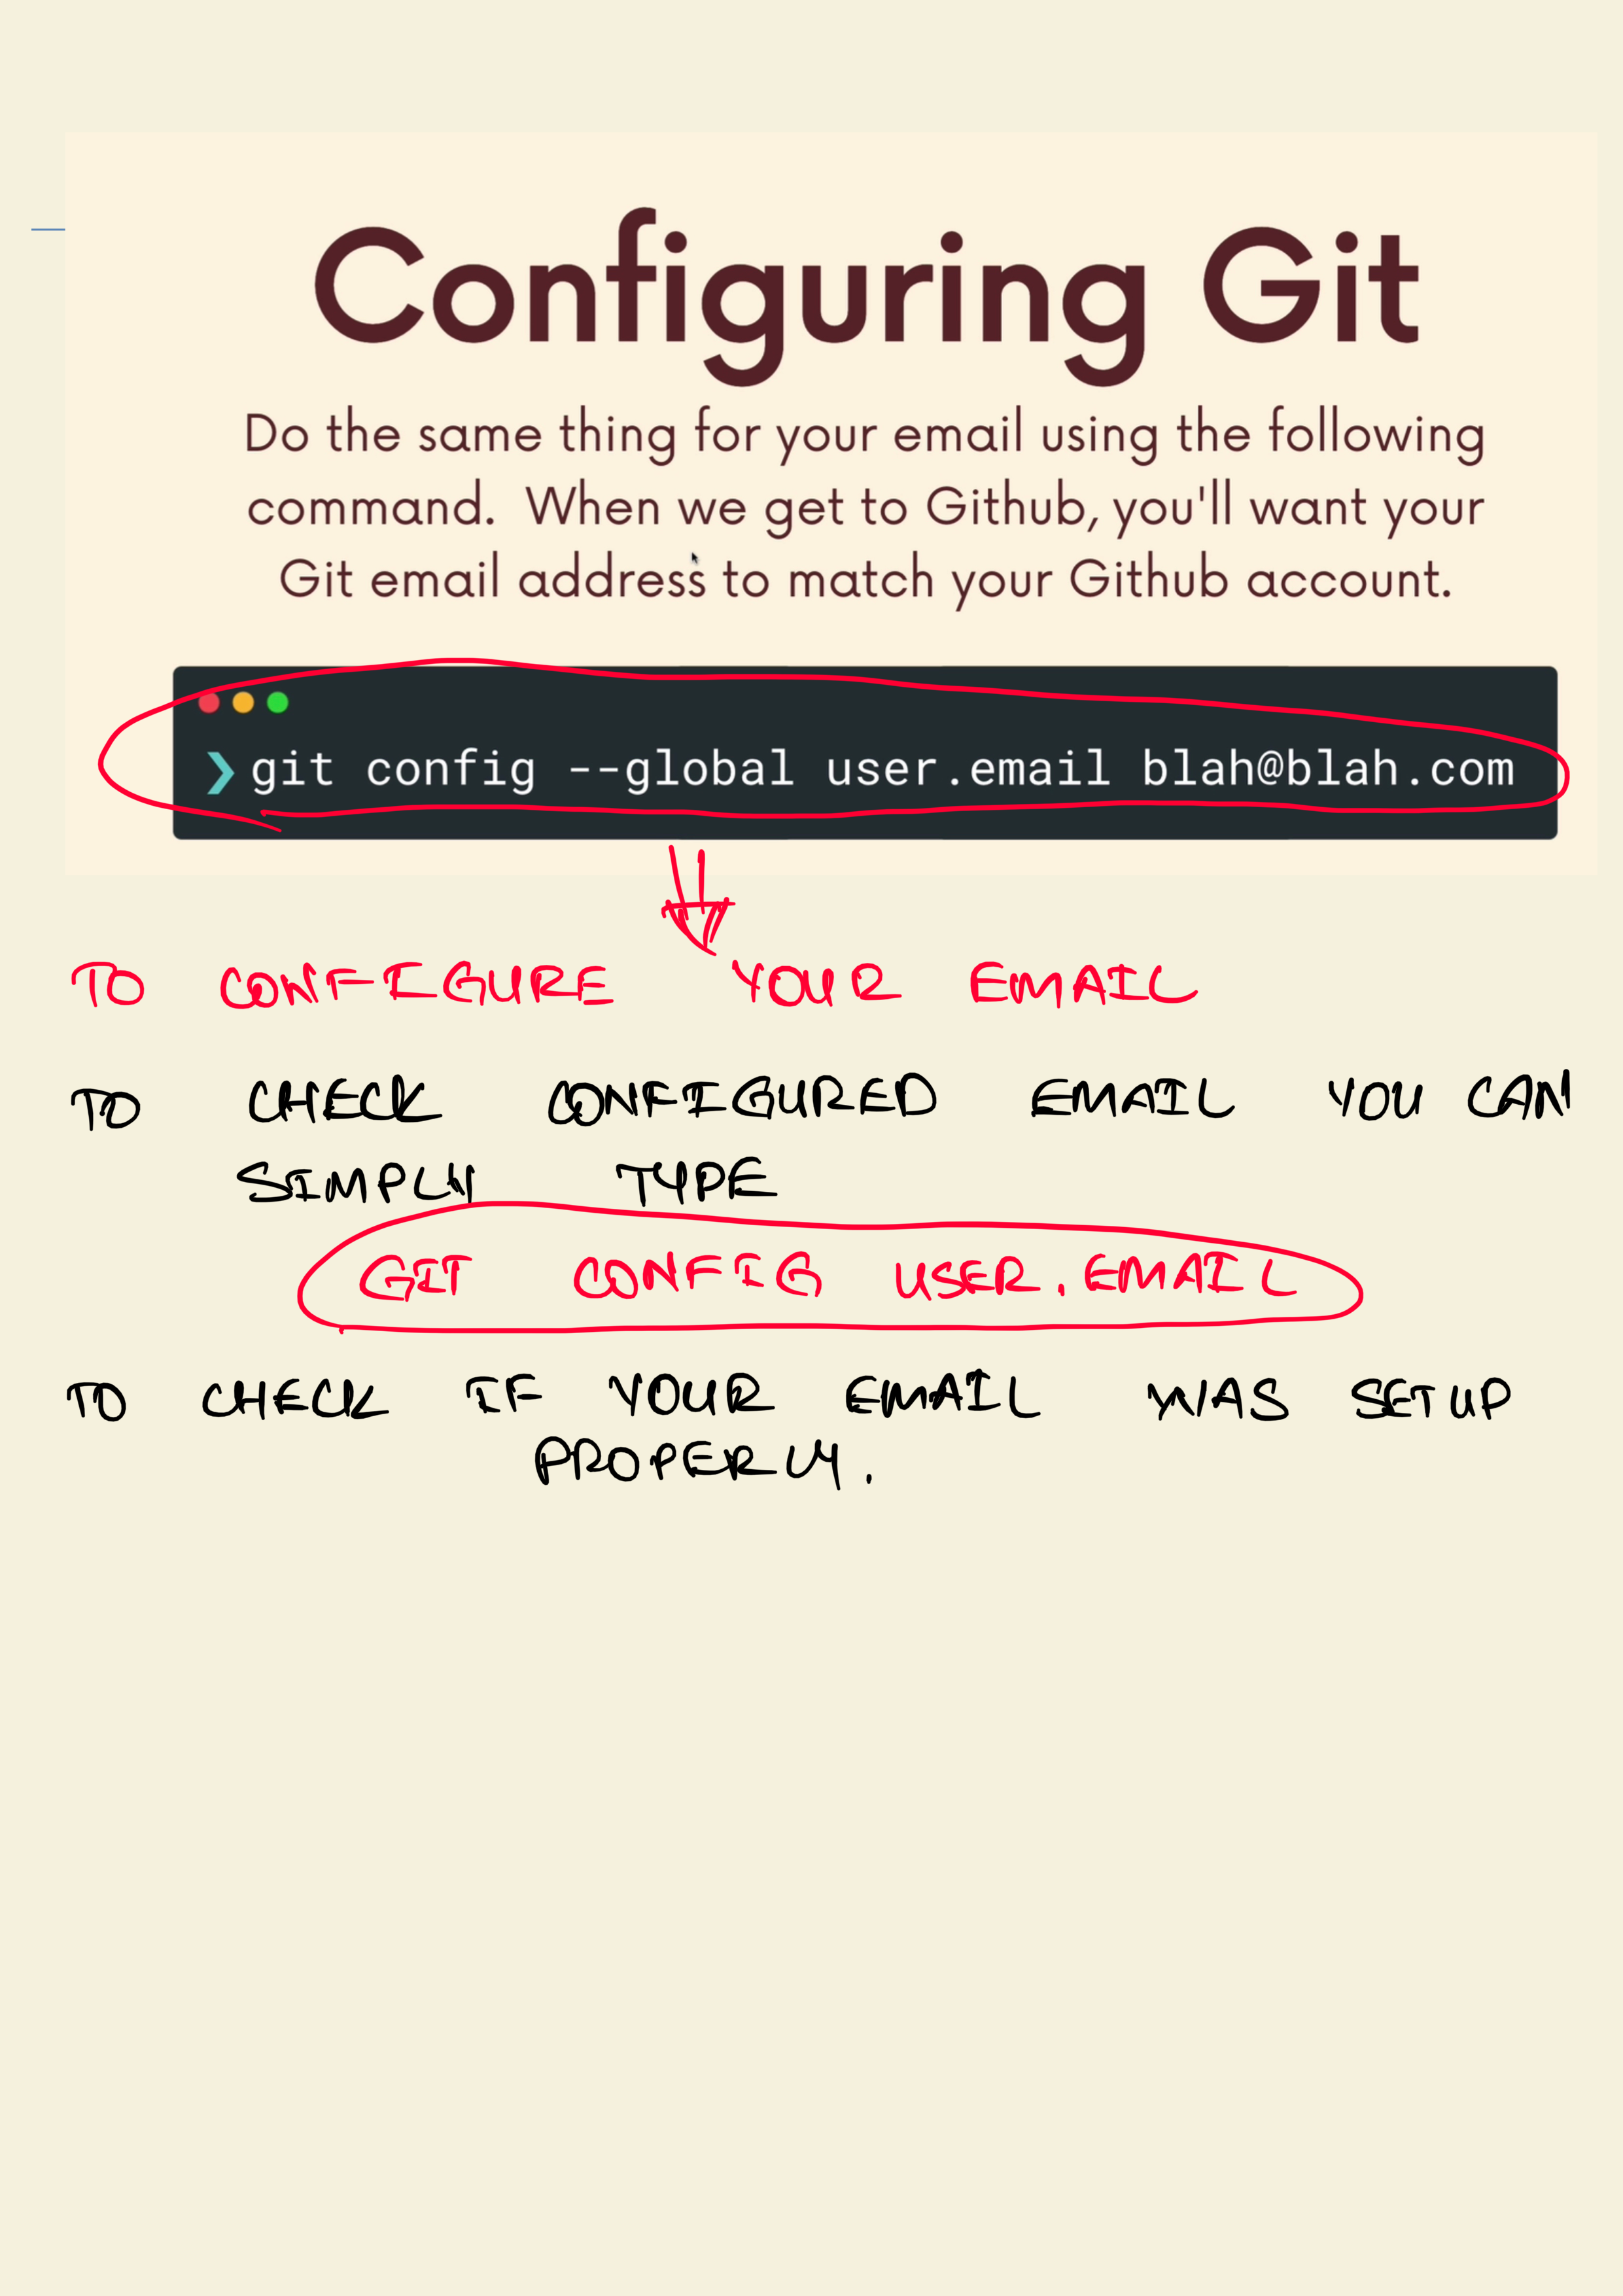 Configuring Git
Do the same thing for your email using the following
command.  When we get to Github, you'll want your
Git email address to match your Github account.
❯ git config --global user.email blah@blah.com
TO CONFIGURE YOUR EMAIL
TO CHECK CONFIGURED EMAIL YOU CAN
SIMPLY TYPE
GIT CONFIG USER.EMAIL
TO CHECK IF YOUR EMAIL WAS SETUP
PROPERLY.